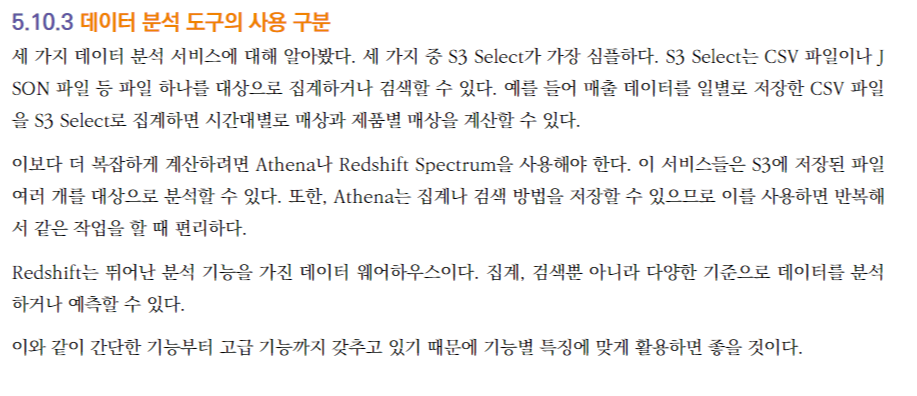 5.10.3 데이터 분석 도구의 사용 구분
세 가지 데이터 분석 서비스에 대해 알아봤다. 세 가지 중 S3 Select가 가장 심플하다. S3 Select는 CSV 파일이나 J
SON 파일 등 파일 하나를 대상으로 집계하거나 검색할 수 있다. 예를 들어 매출 데이터를 일별로 저장한 CSV 파일
을 S3 Select로 집계하면 시간대별로 매상과 제품별 매상을 계산할 수 있다.
이보다 더 복잡하게 계산하려면 Athena나 Redshift Spectrum을 사용해야 한다. 이 서비스들은 S3에 저장된 파일
여러 개를 대상으로 분석할 수 있다. 또한, Athena는 집계나 검색 방법을 저장할 수 있으므로 이를 사용하면 반복해
서 같은 작업을 할 때 편리하다.
Redshift는 뛰어난 분석 기능을 가진 데이터 웨어하우스이다. 집계, 검색뿐 아니라 다양한 기준으로 데이터를 분석
하거나 예측할 수 있다.
이와 같이 간단한 기능부터 고급 기능까지 갖추고 있기 때문에 기능별 특징에 맞게 활용하면 좋을 것이다.